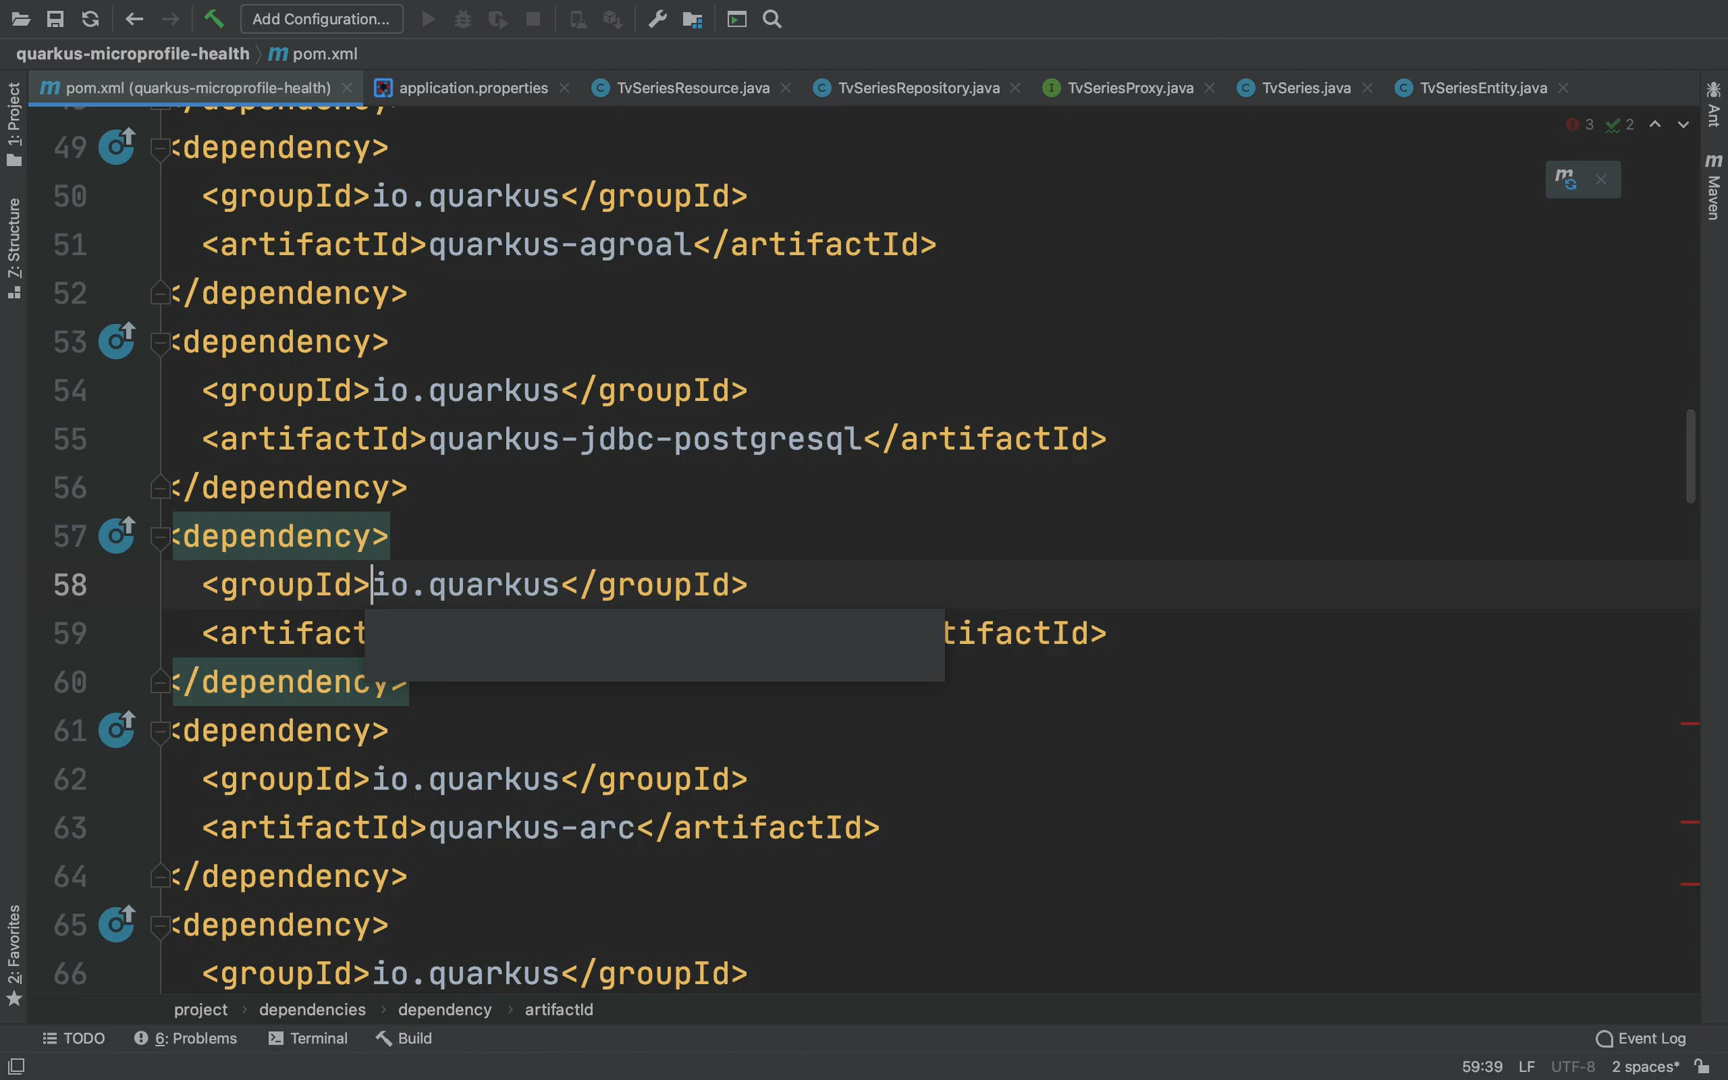 Add Configuration...
quarkus-microprofile-health pom.xml
pom.xml (quarkus-microprofile-health) application.properties TvSeriesResource.java TvSeriesRepository.java TvSeriesProxy.java TvSeries.java TvSeriesEntity.java
3 2
49 <dependency>
50 <groupId>io.quarkus</groupId>
51 <artifactId>quarkus-agroal</artifactId>
52 </dependency>
53 <dependency>
54 <groupId>io.quarkus</groupId>
55 <artifactId>quarkus-jdbc-postgresql</artifactId>
56 </dependency>
57 <dependency>
58 <groupId>io.quarkus</groupId>
59 <artifact tifactId>
60 </dependency>
61 <dependency>
62 <groupId>io.quarkus</groupId>
63 <artifactId>quarkus-arc</artifactId>
64 </dependency>
65 <dependency>
66 <groupId>io.quarkus</groupId>
1: Project
7: Structure
2: Favorites
Ant
Maven
project dependencies dependency artifactId
TODO 6: Problems Terminal Build Event Log
59:39 LF UTF-8 2 spaces*